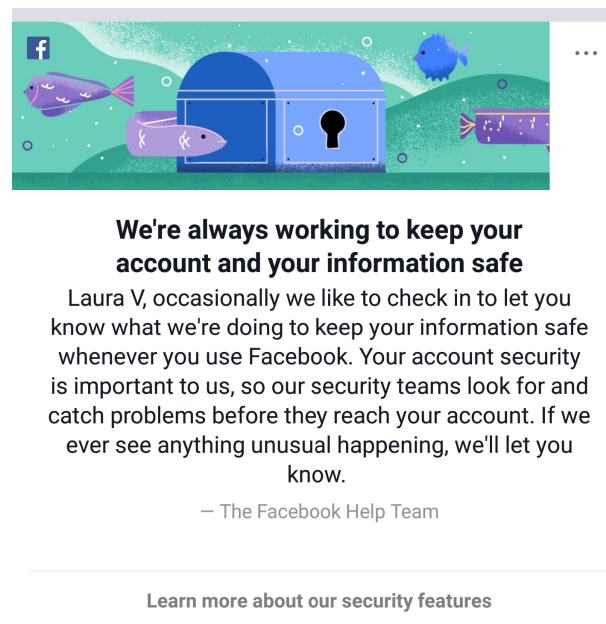 f
We're always working to keep your
account and your information safe
Laura V, occasionally we like to check in to let you
know what we're doing to keep your information safe
whenever you use Facebook. Your account security
is important to us, so our security teams look for and
catch problems before they reach your account. If we
ever see anything unusual happening, we'll let you
know.
— The Facebook Help Team
Learn more about our security features